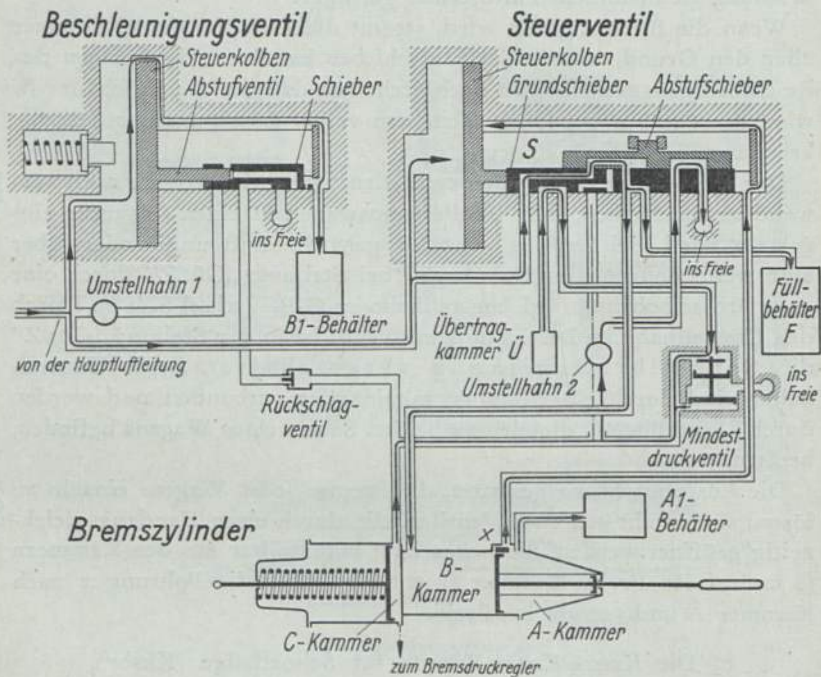 Beschleunigungsventil
Steuerkolben
Abstufventil
Schieber
Steuerventil
Steuerkolben
Grundschieber
Abstufschieber
S
ins Freie
B1-Behälter
Umstellhahn 1
von der Hauptluftleitung
Rückschlag-
ventil
Übertrag-
kammer Ü
Umstellhahn 2
ins Freie
Füll-
behälter
F
ins
Freie
Mindest-
druckventil
A1-
Behälter
Bremszylinder
x
B-
Kammer
C-Kammer
A-Kammer
zum Bremsdruckregler